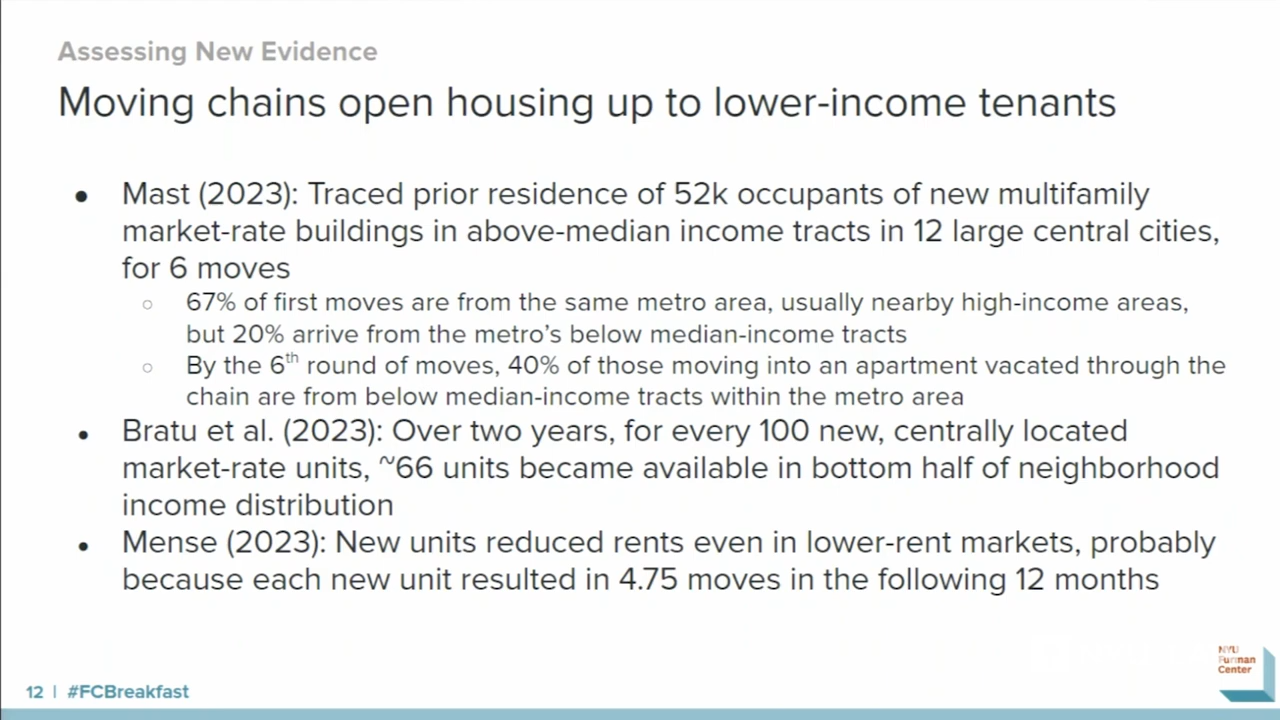 Assessing New Evidence
Moving chains open housing up to lower-income tenants
● Mast (2023): Traced prior residence of 52k occupants of new multifamily
market-rate buildings in above-median income tracts in 12 large central cities,
for 6 moves
○ 67% of first moves are from the same metro area, usually nearby high-income areas,
but 20% arrive from the metro's below median-income tracts
○ By the 6th round of moves, 40% of those moving into an apartment vacated through the
chain are from below median-income tracts within the metro area
● Bratu et al. (2023): Over two years, for every 100 new, centrally located
market-rate units, ~66 units became available in bottom half of neighborhood
income distribution
● Mense (2023): New units reduced rents even in lower-rent markets, probably
because each new unit resulted in 4.75 moves in the following 12 months
NYU
Furman
Center
12 | #FCBreakfast